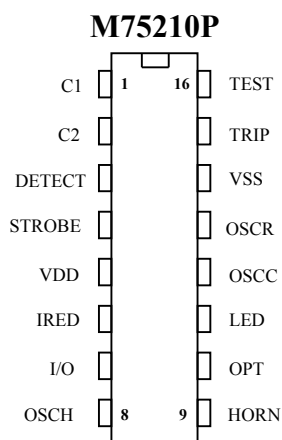 M75210P
C1 1 16 TEST
C2 TRIP
DETECT VSS
STROBE OSCR
VDD OSCC
IRED LED
I/O OPT
OSCH 8 9 HORN